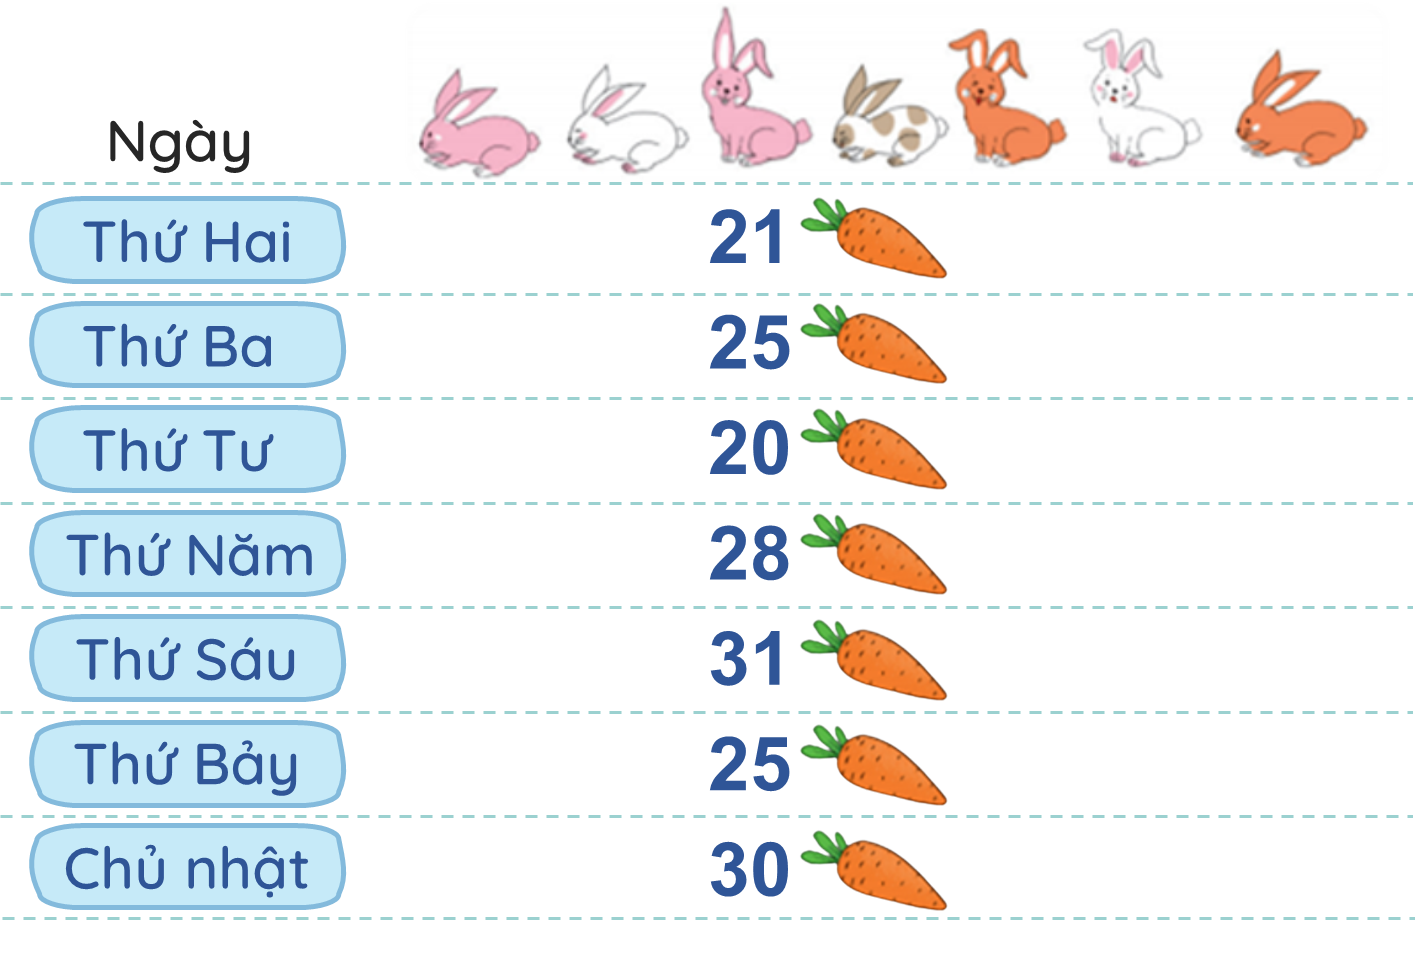 Ngày
Thứ Hai 21
Thứ Ba 25
Thứ Tư 20
Thứ Năm 28
Thứ Sáu 31
Thứ Bảy 25
Chủ nhật 30